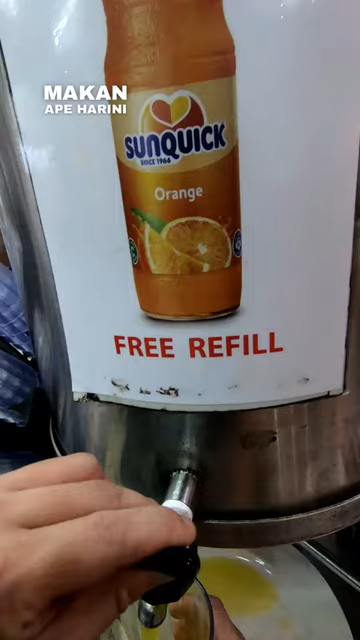 MAKAN
APE HARINI
SUNQUICK
SINCE 1966
Orange
FREE REFILL